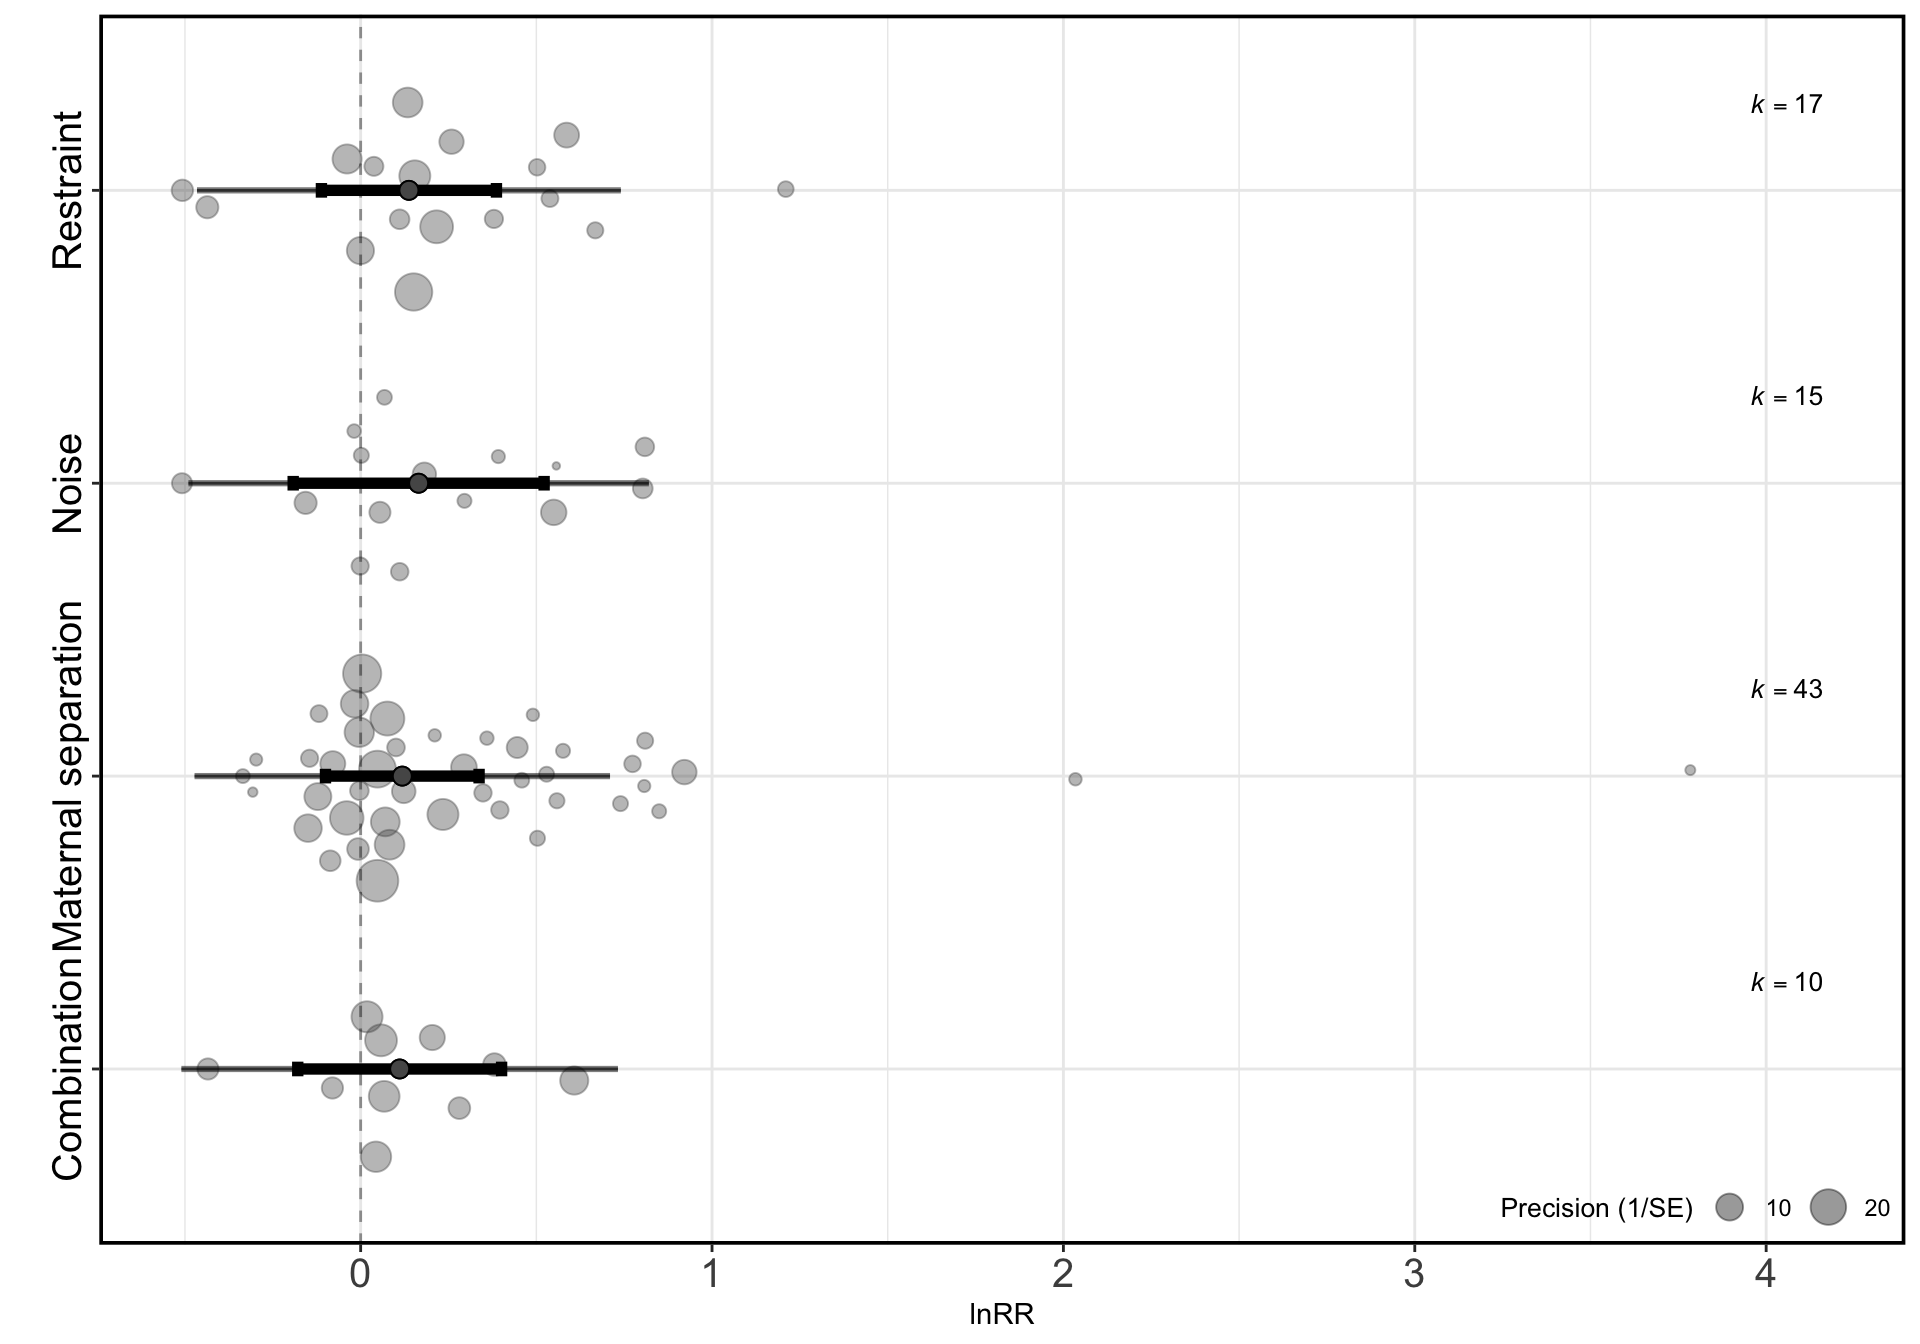 Restraint
k = 17
Noise
k = 15
Maternal separation
k = 43
Combination
k = 10
Precision (1/SE) 10 20
0 1 2 3 4
lnRR